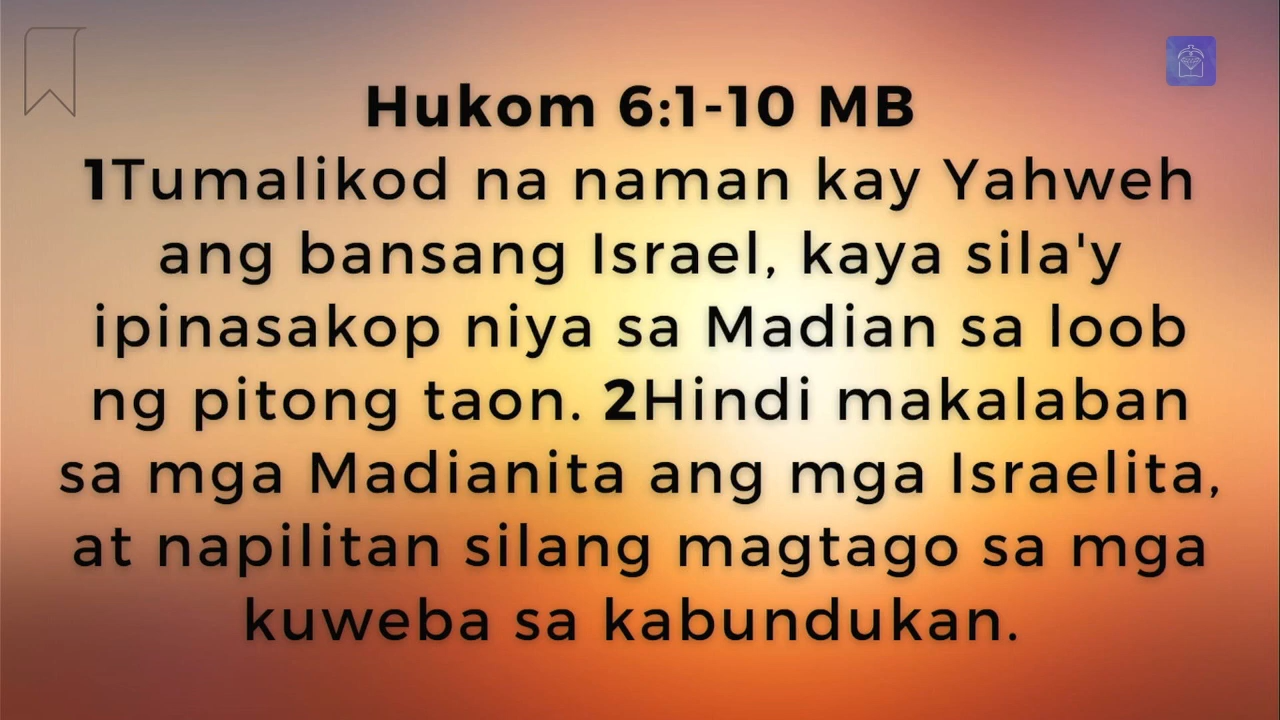 Hukom 6:1-10 MB
1Tumalikod na naman kay Yahweh
ang bansang Israel, kaya sila'y
ipinasakop niya sa Madian sa loob
ng pitong taon. 2Hindi makalaban
sa mga Madianita ang mga Israelita,
at napilitan silang magtago sa mga
kuweba sa kabundukan.